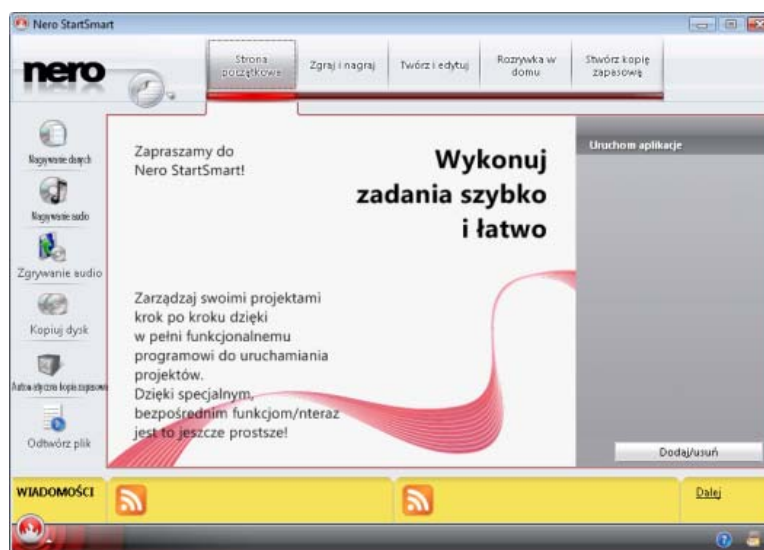 Nero StartSmart
nero
Strona
początkowa
Zgraj i nagraj
Twórz i edytuj
Rozrywka w
domu
Stwórz kopię
zapasową
Nagrywanie danych
Nagrywanie audio
Zgrywanie audio
Kopiuj dysk
Automatyczna kopia zapasowa
Odtwórz plik
Zapraszamy do
Nero StartSmart!
Wykonuj
zadania szybko
i łatwo
Zarządzaj swoimi projektami
krok po kroku dzięki
w pełni funkcjonalnemu
programowi do uruchamiania
projektów.
Dzięki specjalnym,
bezpośrednim funkcjom/nteraz
jest to jeszcze prostsze!
Uruchom aplikacje
Dodaj/usuń
WIADOMOŚCI
Dalej